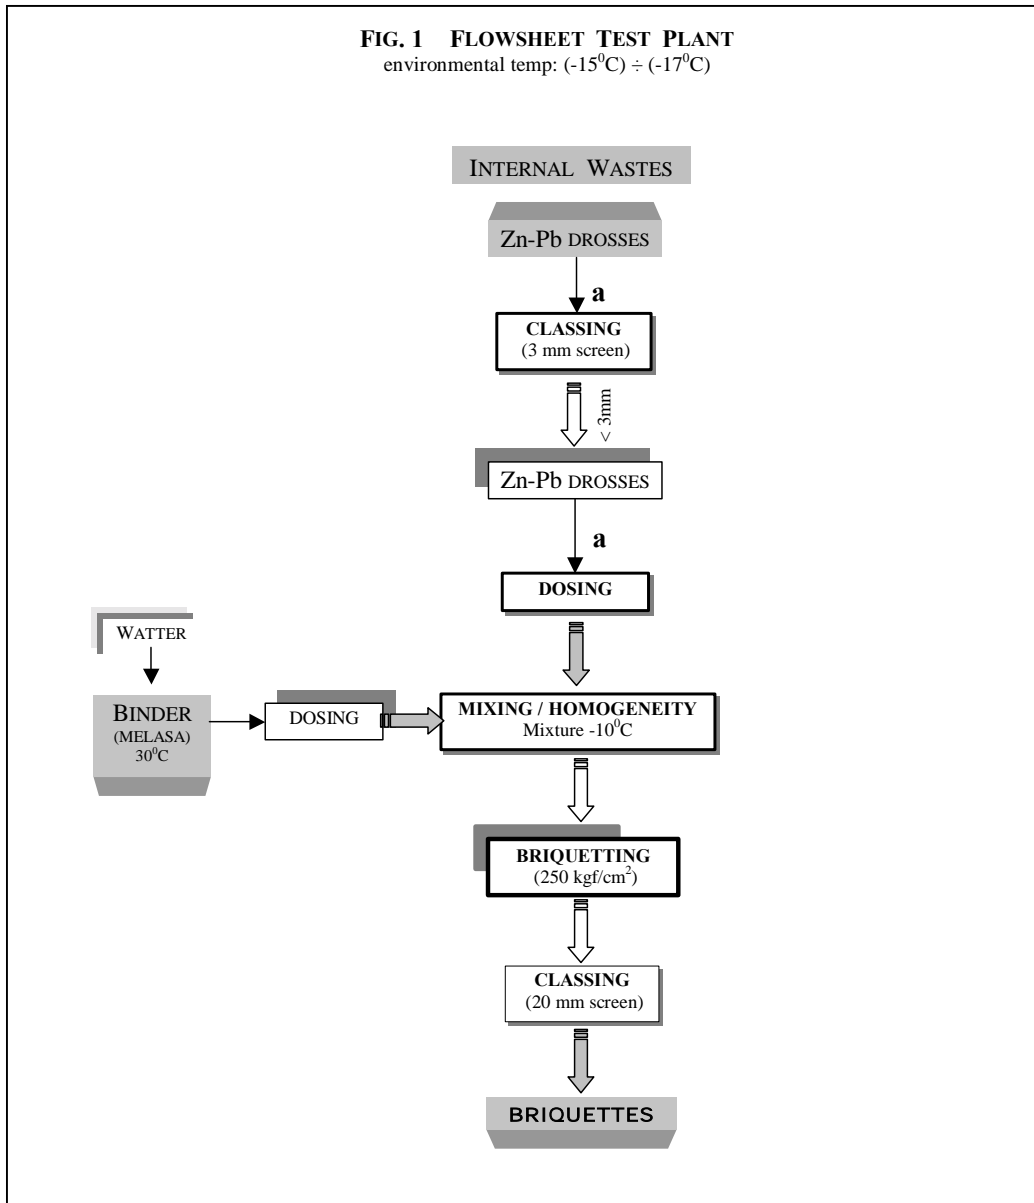 FIG. 1 FLOWSHEET TEST PLANT
environmental temp: (-15⁰C) ÷ (-17⁰C)
INTERNAL WASTES
Zn-Pb DROSSES
a
CLASSING
(3 mm screen)
< 3mm
Zn-Pb DROSSES
a
DOSING
WATTER
BINDER
(MELASA)
30⁰C
DOSING
MIXING / HOMOGENEITY
Mixture -10⁰C
BRIQUETTING
(250 kgf/cm²)
CLASSING
(20 mm screen)
BRIQUETTES